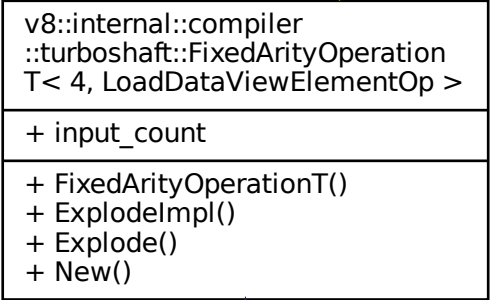 v8::internal::compiler
::turboshaft::FixedArityOperation
T< 4, LoadDataViewElementOp >
+ input_count
+ FixedArityOperationT()
+ ExplodeImpl()
+ Explode()
+ New()